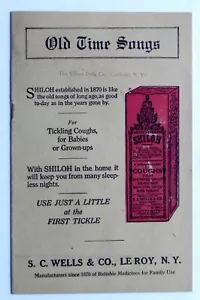 Old Time Songs
SHILOH established in 1870 is like
the old songs of long ago, as good
to-day as in the years gone by.
For
Tickling Coughs,
for Babies
or Grown-ups
With SHILOH in the home it
will keep you from many sleep-
less nights.
USE JUST A LITTLE
at the
FIRST TICKLE
SHILOH
COUGHS
S. C. WELLS & CO., LE ROY, N. Y.
Manufacturers since 1870 of Reliable Medicines for Family Use